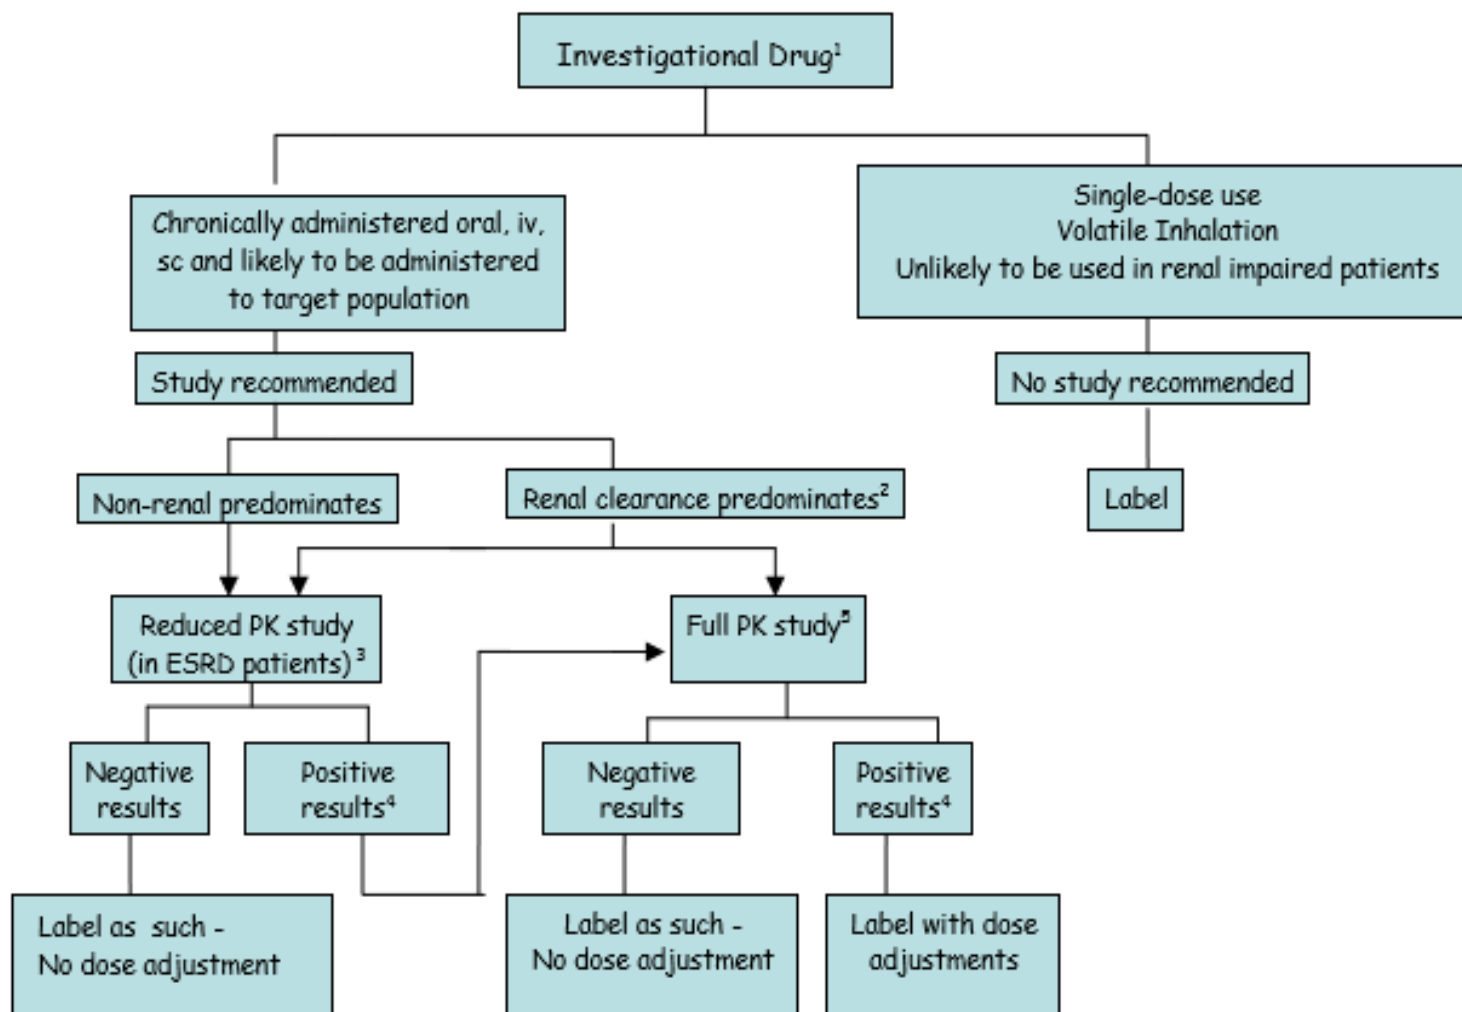 Investigational Drug¹
Chronically administered oral, iv,
sc and likely to be administered
to target population
Single-dose use
Volatile Inhalation
Unlikely to be used in renal impaired patients
Study recommended
No study recommended
Non-renal predominates
Renal clearance predominates²
Label
Reduced PK study
(in ESRD patients) ³
Full PK study⁵
Negative
results
Positive
results⁴
Negative
results
Positive
results⁴
Label as such -
No dose adjustment
Label as such -
No dose adjustment
Label with dose
adjustments